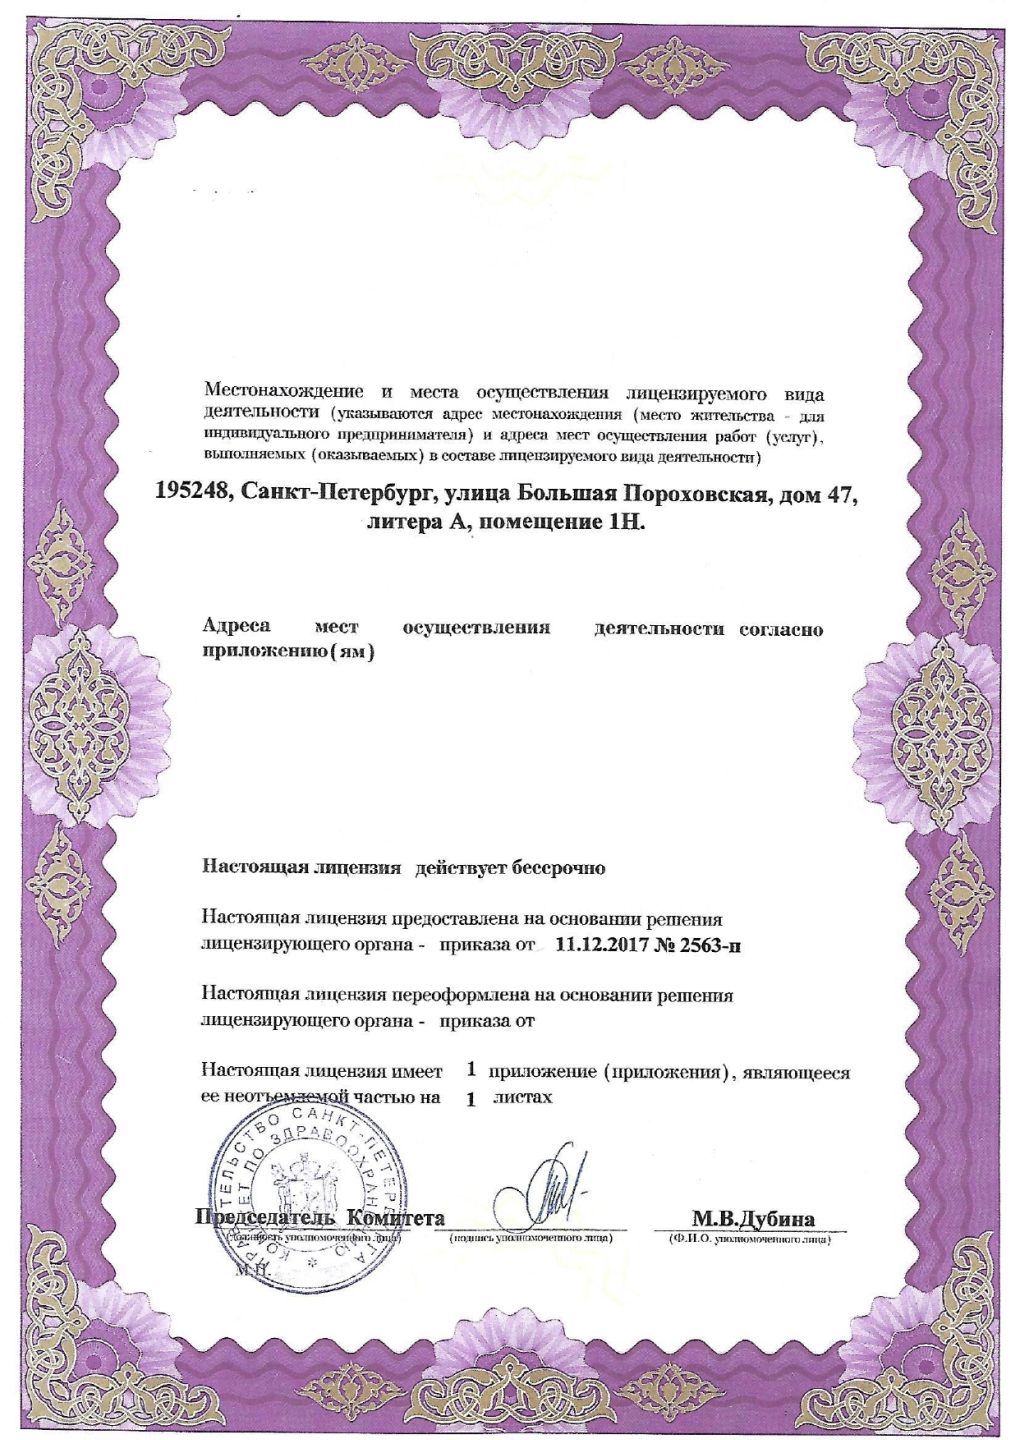 Местонахождение и места осуществления лицензируемого вида
деятельности (указываются адрес местонахождения (место жительства - для
индивидуального предпринимателя) и адреса мест осуществления работ (услуг),
выполняемых (оказываемых) в составе лицензируемого вида деятельности)
195248, Санкт-Петербург, улица Большая Пороховская, дом 47,
литера А, помещение 1Н.
Адреса мест осуществления деятельности согласно
приложению(ям)
Настоящая лицензия действует бессрочно
Настоящая лицензия предоставлена на основании решения
лицензирующего органа - приказа от 11.12.2017 № 2563-п
Настоящая лицензия переоформлена на основании решения
лицензирующего органа - приказа от
Настоящая лицензия имеет 1 приложение (приложения), являющееся
ее неотъемлемой частью на 1 листах
ПРАВИТЕЛЬСТВО САНКТ-ПЕТЕРБУРГА
КОМИТЕТ ПО ЗДРАВООХРАНЕНИЮ
Председатель Комитета М.В.Дубина
(должность уполномоченного лица) (подпись уполномоченного лица) (Ф.И.О. уполномоченного лица)
М.П.